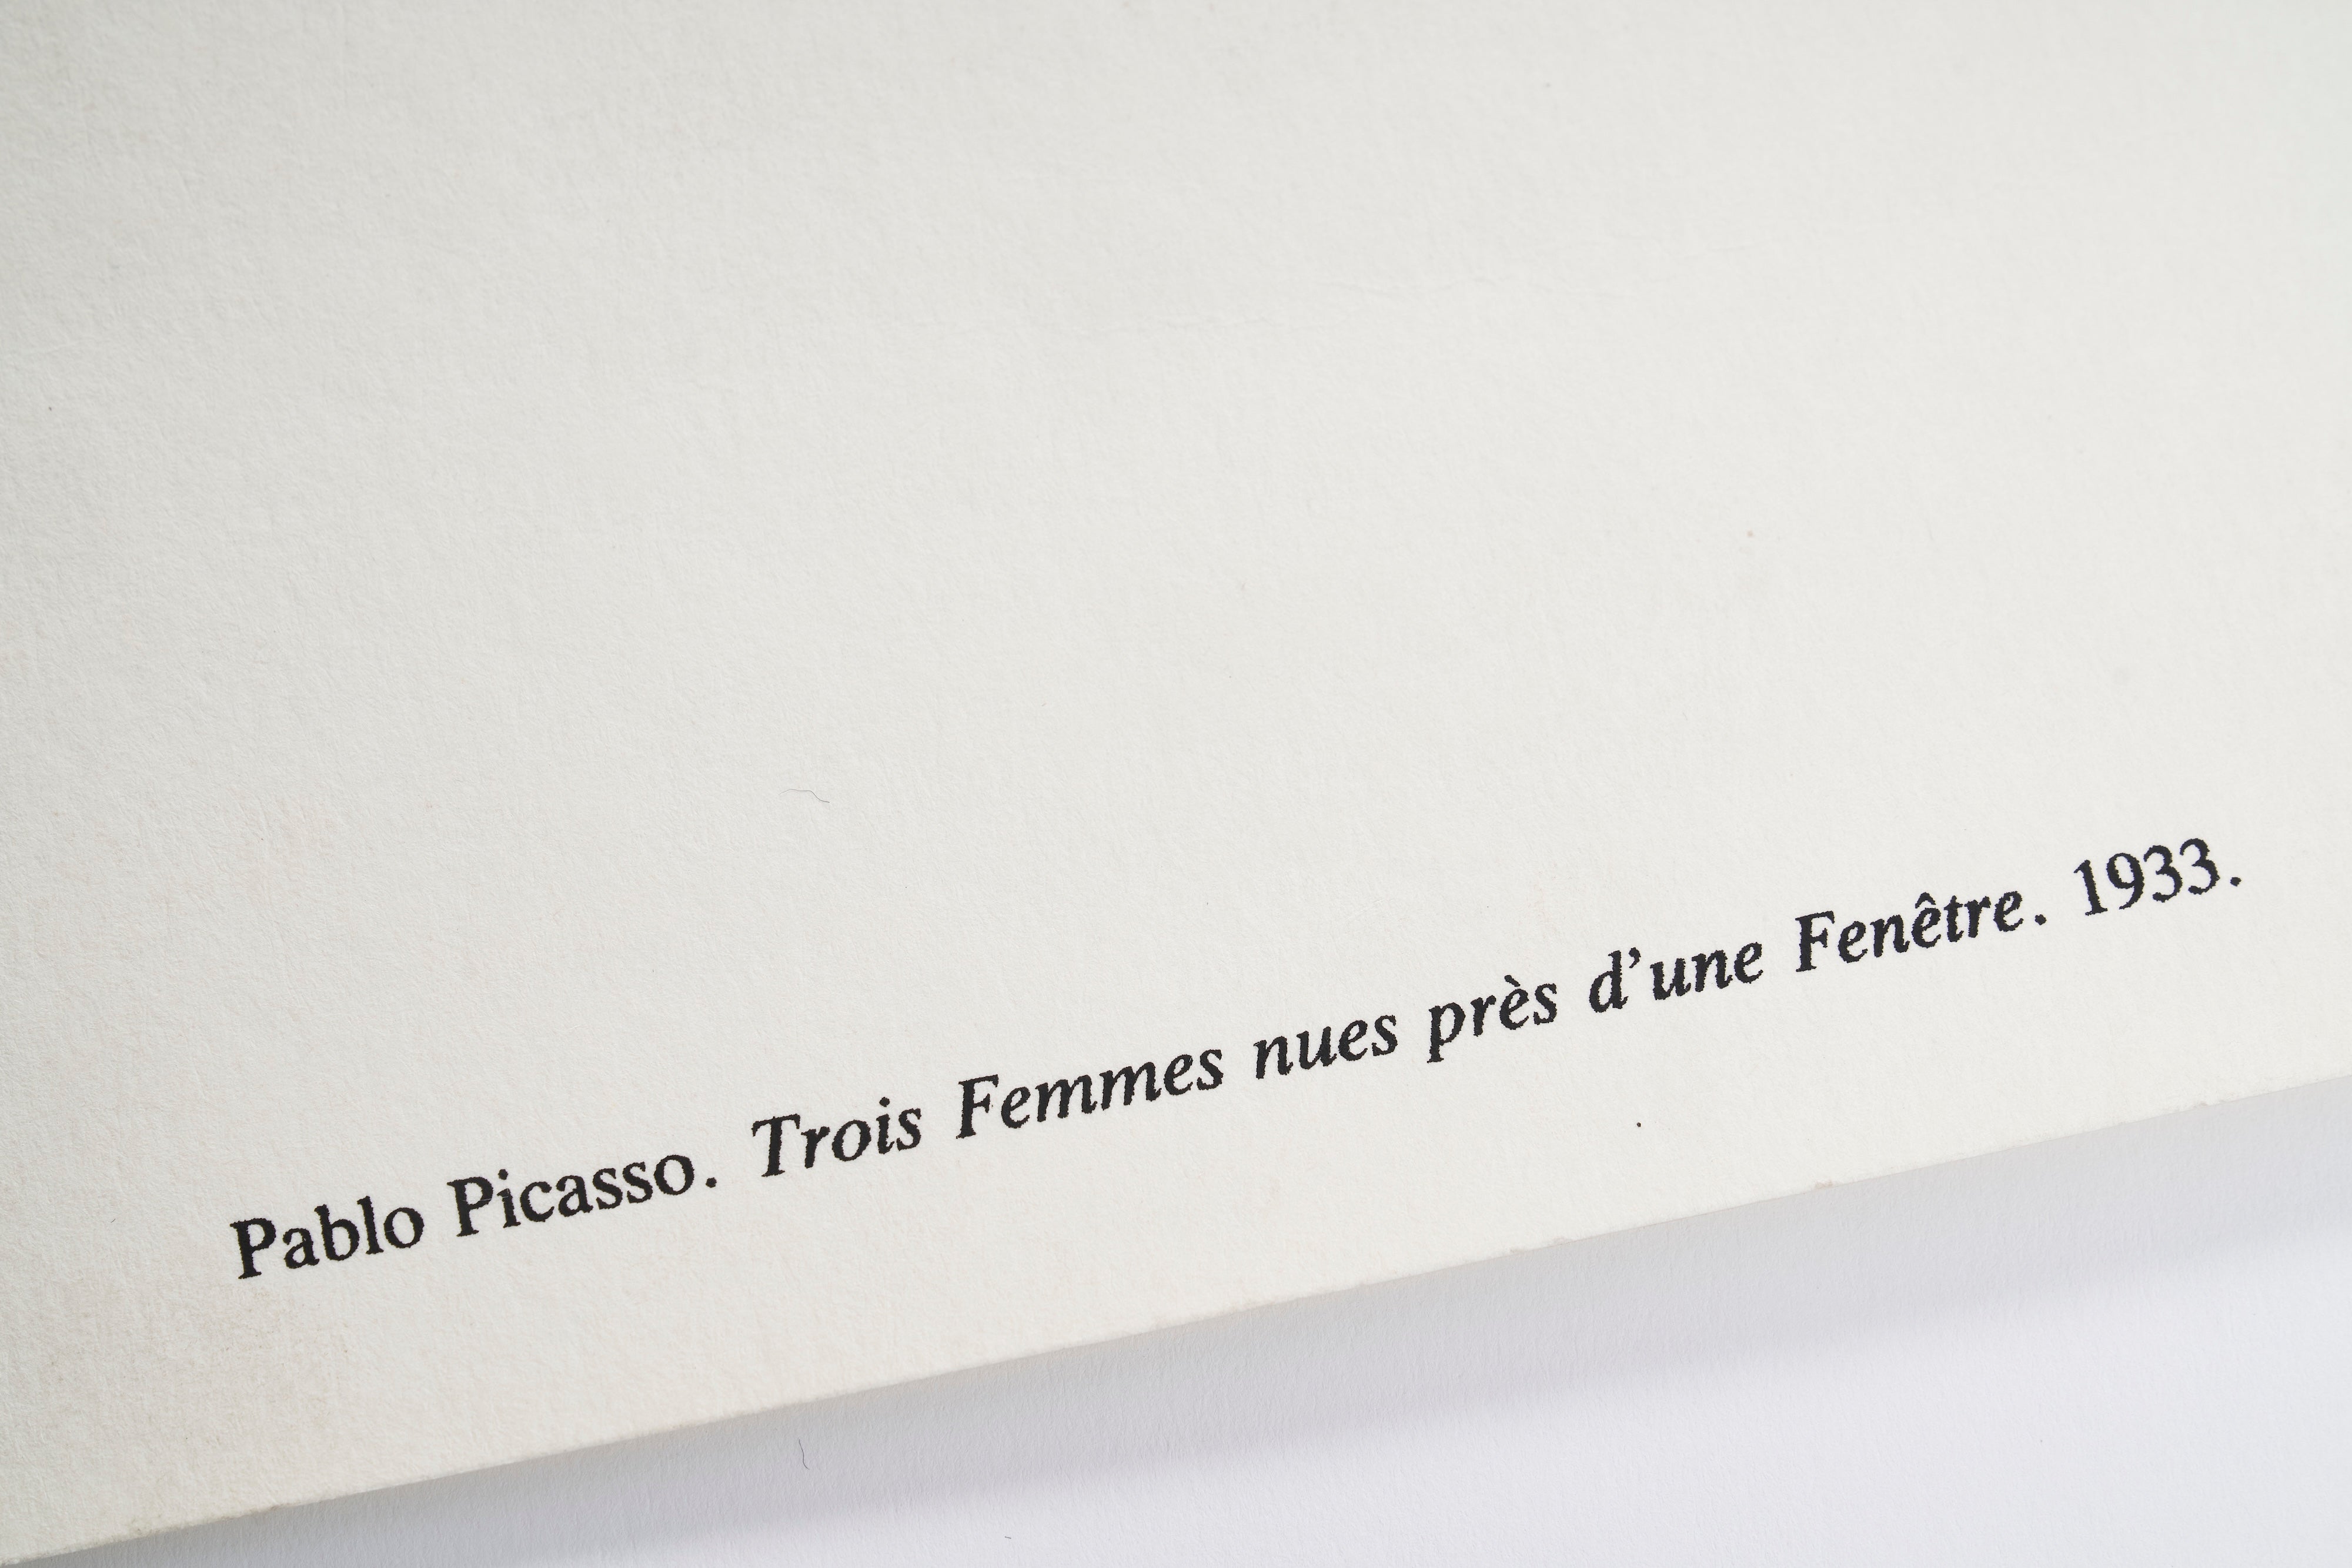 Pablo Picasso. Trois Femmes nues près d’une Fenêtre. 1933.